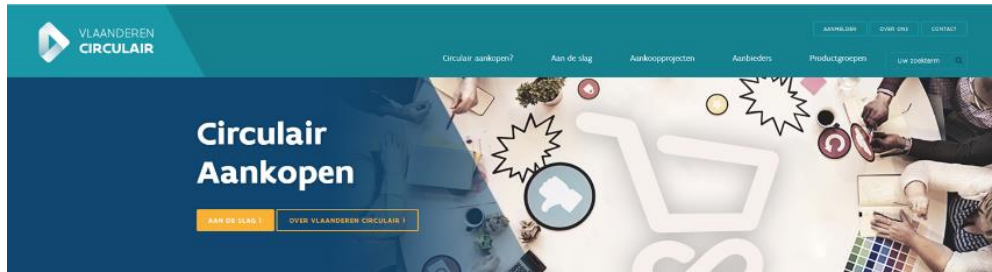 VLAANDEREN
CIRCULAIR
AANMELDEN OVER ONS CONTACT
Circulair aankopen? Aan de slag Aankoopprojecten Aanbieders Productgroepen Uw zoekterm
Circulair
Aankopen
AAN DE SLAG OVER VLAANDEREN CIRCULAIR